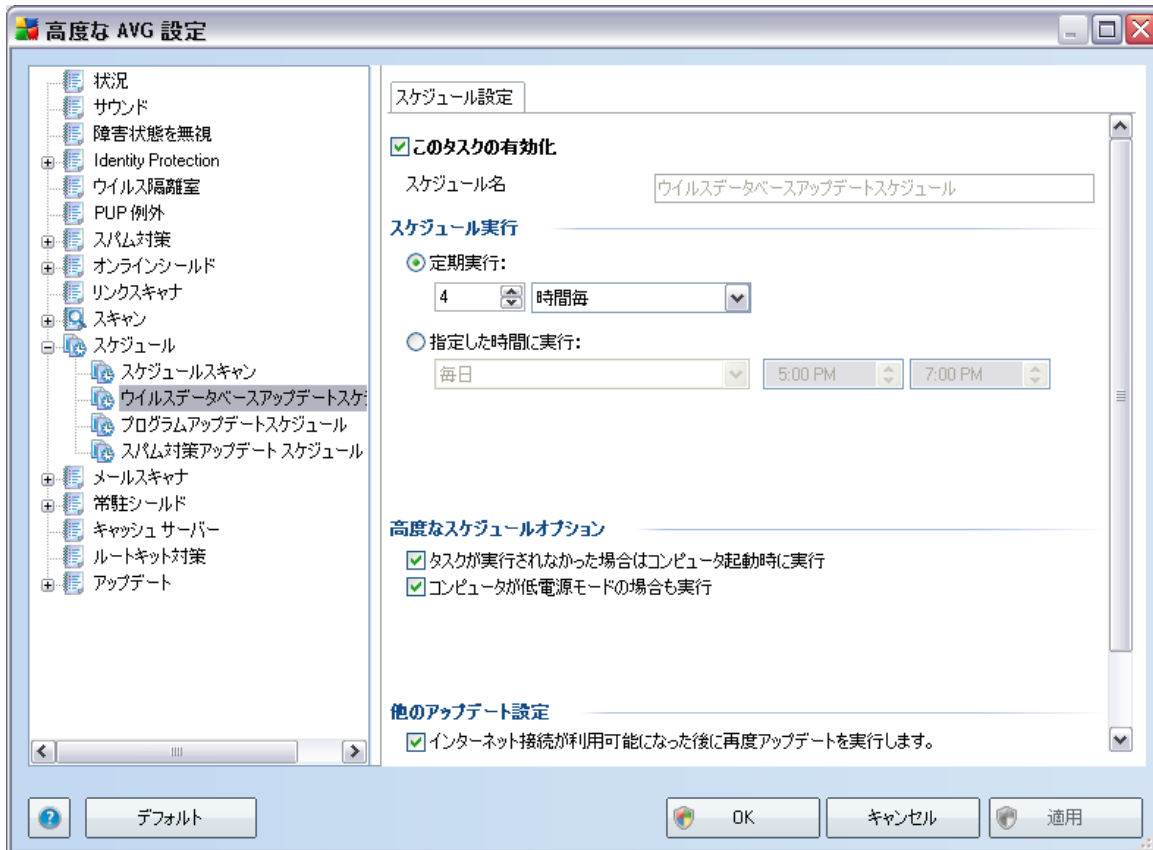 高度な AVG 設定
状況
サウンド
障害状態を無視
Identity Protection
ウイルス隔離室
PUP 例外
スパム対策
オンラインシールド
リンクスキャナ
スキャン
スケジュール
スケジュールスキャン
ウイルスデータベースアップデートスケ
プログラムアップデートスケジュール
スパム対策アップデート スケジュール
メールスキャナ
常駐シールド
キャッシュ サーバー
ルートキット対策
アップデート
スケジュール設定
このタスクの有効化
スケジュール名 ウイルスデータベースアップデートスケジュール
スケジュール実行
定期実行:
4 時間毎
指定した時間に実行:
毎日 5:00 PM 7:00 PM
高度なスケジュールオプション
タスクが実行されなかった場合はコンピュータ起動時に実行
コンピュータが低電源モードの場合も実行
他のアップデート設定
インターネット接続が利用可能になった後に再度アップデートを実行します。
デフォルト OK キャンセル 適用